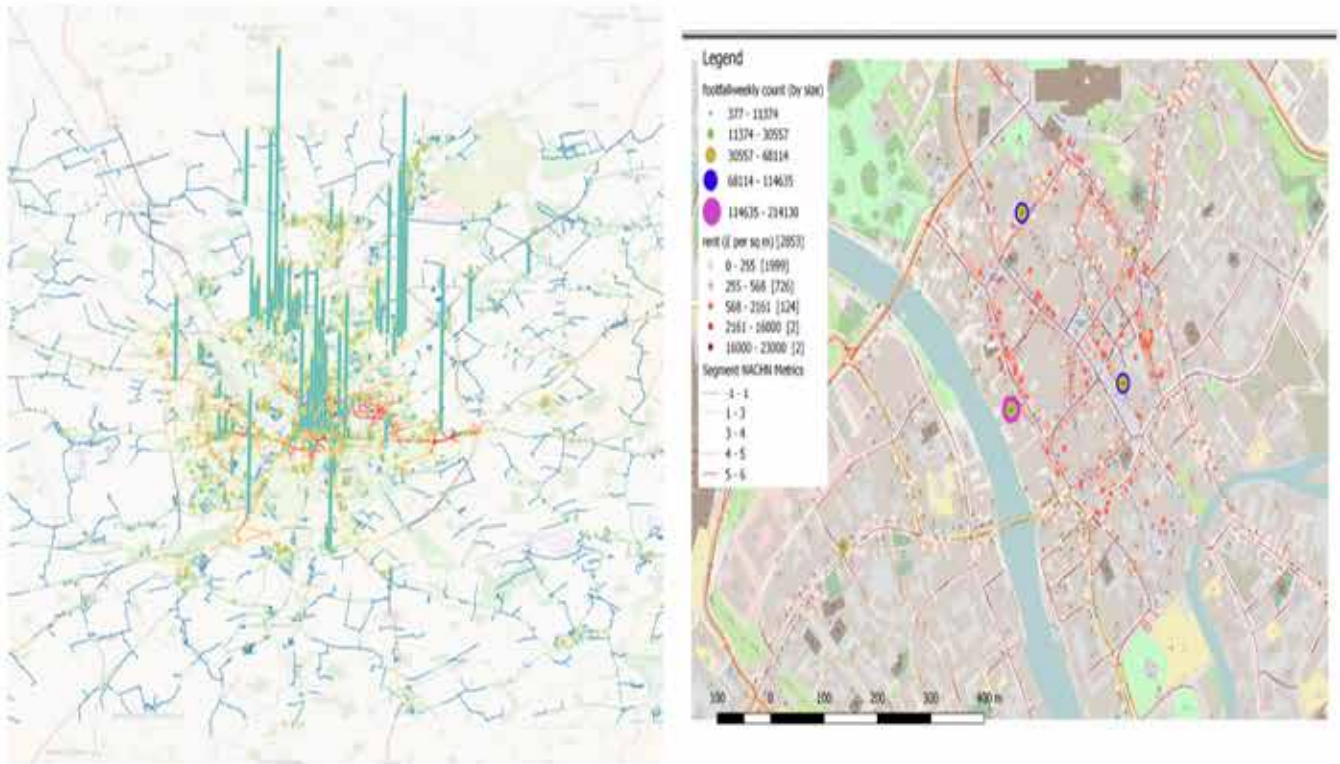 Legend
footfallweekly count (by size)
377 - 11374
11374 - 30557
30557 - 68114
68114 - 114635
114635 - 214130
rent (£ per sq m) [2853]
0 - 255 [1999]
255 - 568 [726]
568 - 2161 [124]
2161 - 16000 [2]
16000 - 23000 [2]
Segment NACHN Metrics
-1 - 1
1 - 3
3 - 4
4 - 5
5 - 6
100 0 100 200 300 400 m